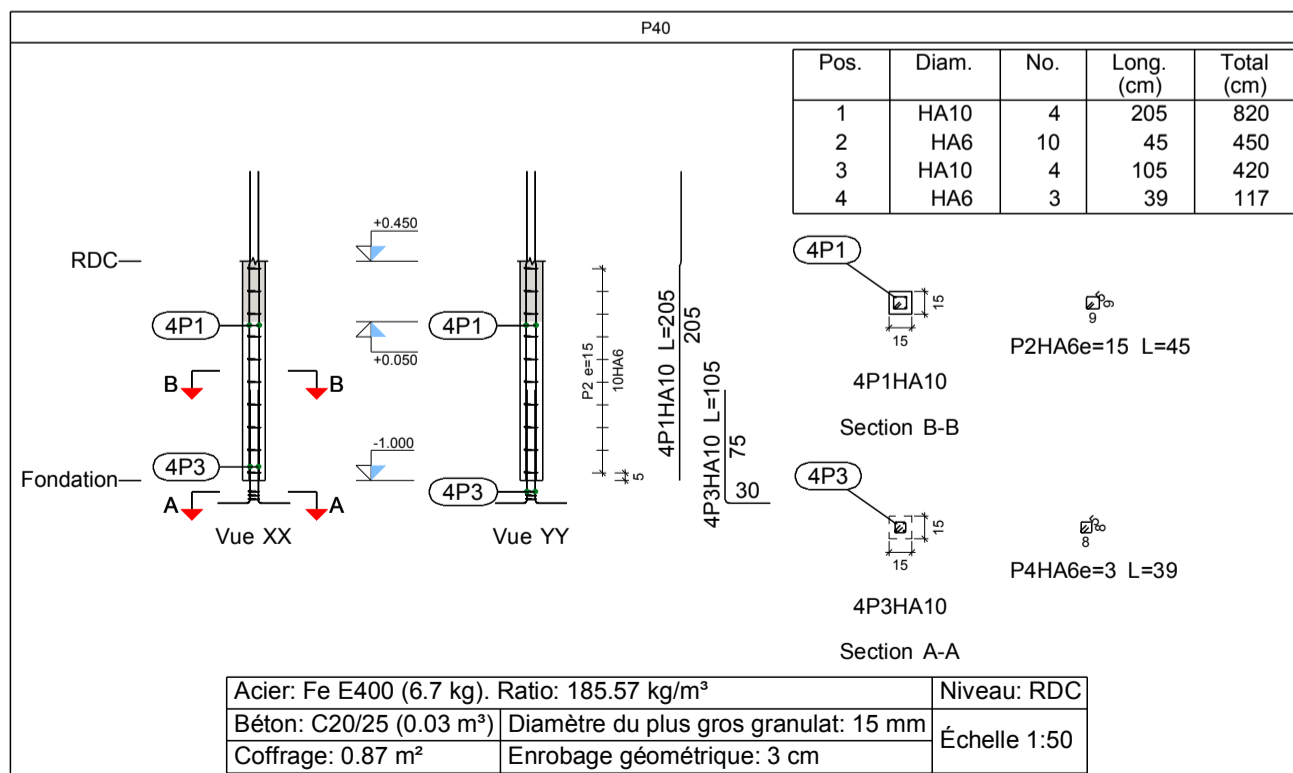 P40
Pos. Diam. No. Long. (cm) Total (cm)
1 HA10 4 205 820
2 HA6 10 45 450
3 HA10 4 105 420
4 HA6 3 39 117
RDC
Fondation
4P1
B B
4P3
A A
Vue XX
+0.450
+0.050
-1.000
4P1
4P3
Vue YY
P2 e=15
10HA6
5
4P1HA10 L=205
205
4P3HA10 L=105
75
30
4P1
15
15
4P1HA10
Section B-B
5
9
9
P2HA6e=15 L=45
4P3
15
15
4P3HA10
Section A-A
5
8
8
P4HA6e=3 L=39
Acier: Fe E400 (6.7 kg). Ratio: 185.57 kg/m³
Niveau: RDC
Béton: C20/25 (0.03 m³)
Diamètre du plus gros granulat: 15 mm
Échelle 1:50
Coffrage: 0.87 m²
Enrobage géométrique: 3 cm